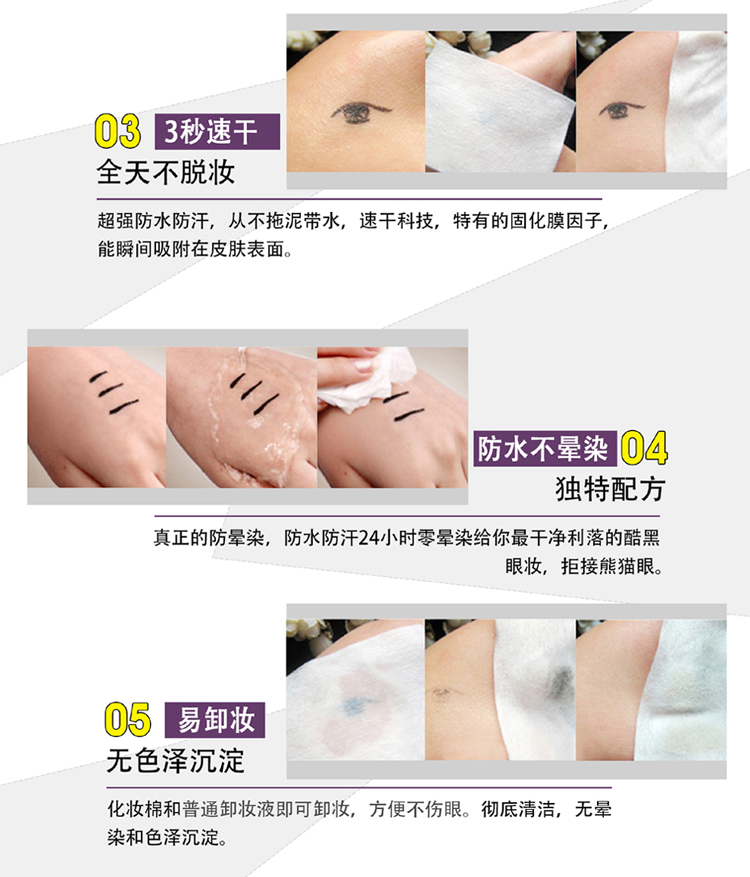 03 3秒速干
全天不脱妆
超强防水防汗，从不拖泥带水，速干科技，特有的固化膜因子，
能瞬间吸附在皮肤表面。
防水不晕染 04
独特配方
真正的防晕染，防水防汗24小时零晕染给你最干净利落的酷黑
眼妆，拒接熊猫眼。
05 易卸妆
无色泽沉淀
化妆棉和普通卸妆液即可卸妆，方便不伤眼。彻底清洁，无晕
染和色泽沉淀。